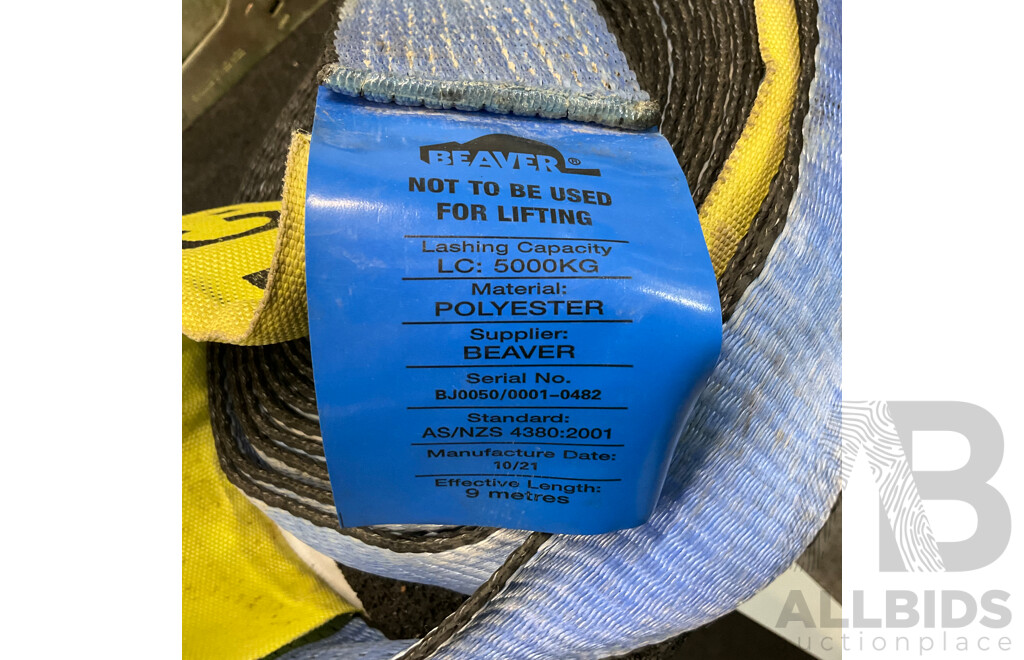 BEAVER®
NOT TO BE USED
FOR LIFTING
Lashing Capacity
LC: 5000KG
Material:
POLYESTER
Supplier:
BEAVER
Serial No.
BJ0050/0001-0482
Standard:
AS/NZS 4380:2001
Manufacture Date:
10/21
Effective Length:
9 metres
AB
ALLBIDS
auctionplace